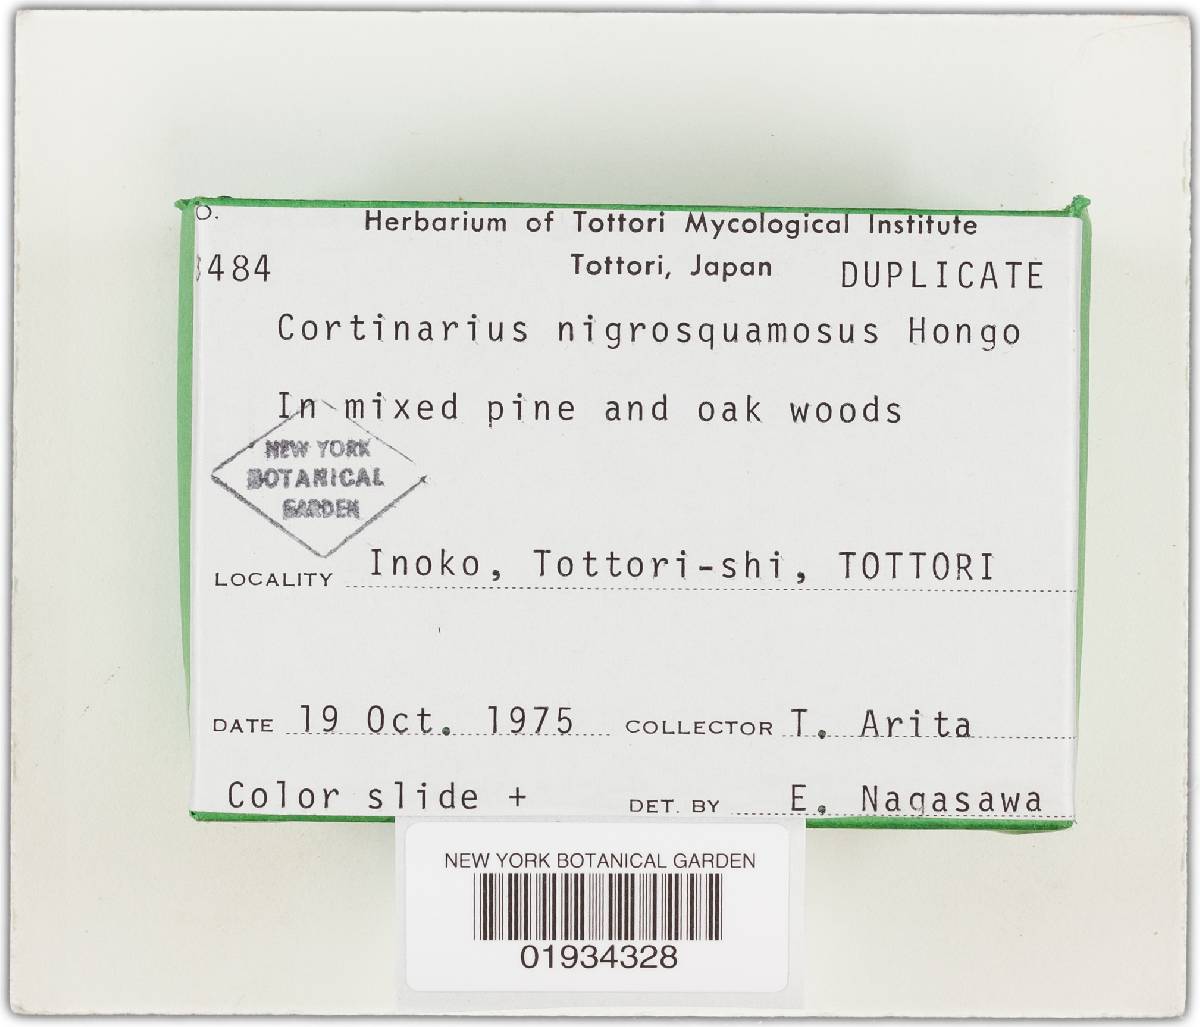 O.
Herbarium of Tottori Mycological Institute
484
Tottori, Japan
DUPLICATE
Cortinarius nigrosquamosus Hongo
In mixed pine and oak woods
NEW YORK
BOTANICAL
GARDEN
LOCALITY Inoko, Tottori-shi, TOTTORI
DATE 19 Oct. 1975 COLLECTOR T. Arita
Color slide + DET. BY E. Nagasawa
NEW YORK BOTANICAL GARDEN
01934328